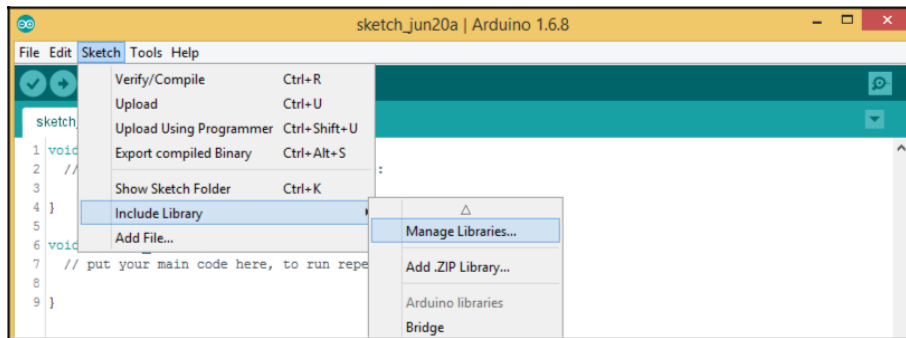 sketch_jun20a | Arduino 1.6.8
File Edit Sketch Tools Help
Verify/Compile Ctrl+R
Upload Ctrl+U
Upload Using Programmer Ctrl+Shift+U
Export compiled Binary Ctrl+Alt+S
Show Sketch Folder Ctrl+K
Include Library
Add File...
Manage Libraries...
Add .ZIP Library...
Arduino libraries
Bridge
sketch
1 void
2 // :
3
4 }
5
6 void
7 // put your main code here, to run repe
8
9 }